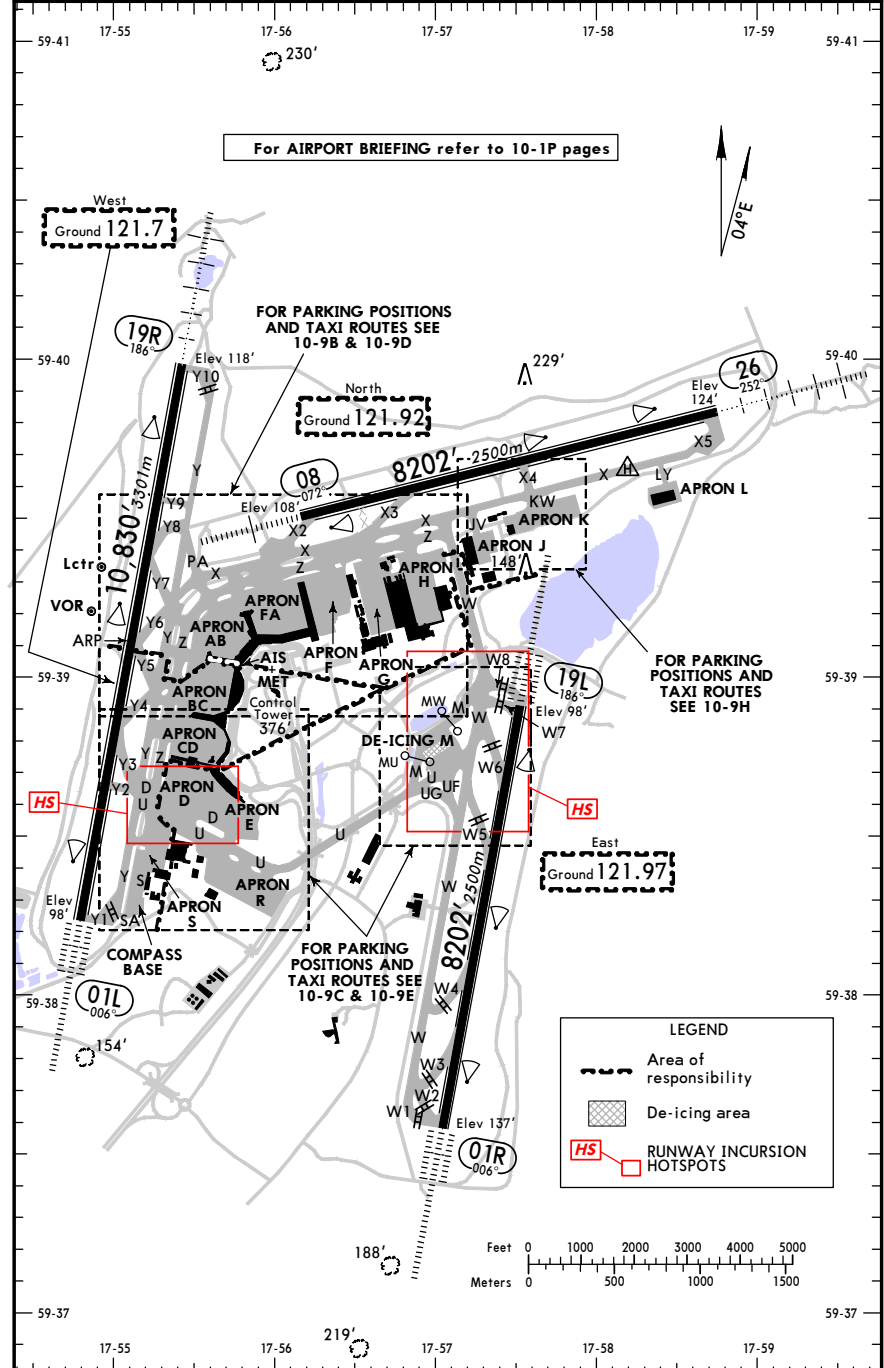 17-55
17-56
17-57
17-58
17-59
59-41
59-41
230'
For AIRPORT BRIEFING refer to 10-1P pages
04°E
West
Ground 121.7
19R
186°
Elev 118'
FOR PARKING POSITIONS
AND TAXI ROUTES SEE
10-9B & 10-9D
59-40
59-40
229'
26
252°
Elev
124'
North
Ground 121.92
Y10
Y
8202'
2500m
08
072°
Elev 108'
X5
X4
X
H
LY
APRON L
KW
APRON K
JV
APRON J
148'
X3
X
Z
X2
X
Z
10,830'
3301m
Y9
Y8
PA
X
Lctr
Y7
VOR
Y6
Y
Z
ARP
Y5
APRON
FA
APRON
AB
APRON
H
W
APRON
F
APRON
G
AIS
+
MET
59-39
59-39
APRON
BC
Control
Tower
376'
Y4
W8
19L
186°
Elev 98'
W7
MW
M
W
DE-ICING M
MU
M
U
UG
UF
W6
W5
FOR PARKING
POSITIONS AND
TAXI ROUTES
SEE 10-9H
APRON
CD
Y
Z
Y3
Y2
D
U
APRON
D
D
U
APRON
E
HS
HS
U
U
East
Ground 121.97
APRON
R
Y
S
APRON
S
Elev
98'
Y1
SA
COMPASS
BASE
W
8202'
2500m
FOR PARKING
POSITIONS AND
TAXI ROUTES SEE
10-9C & 10-9E
01L
006°
59-38
59-38
154'
W4
W
W3
W2
W1
Elev 137'
01R
006°
LEGEND
Area of
responsibility
De-icing area
HS
RUNWAY INCURSION
HOTSPOTS
188'
Feet 0 1000 2000 3000 4000 5000
Meters 0 500 1000 1500
59-37
59-37
219'
17-55
17-56
17-57
17-58
17-59